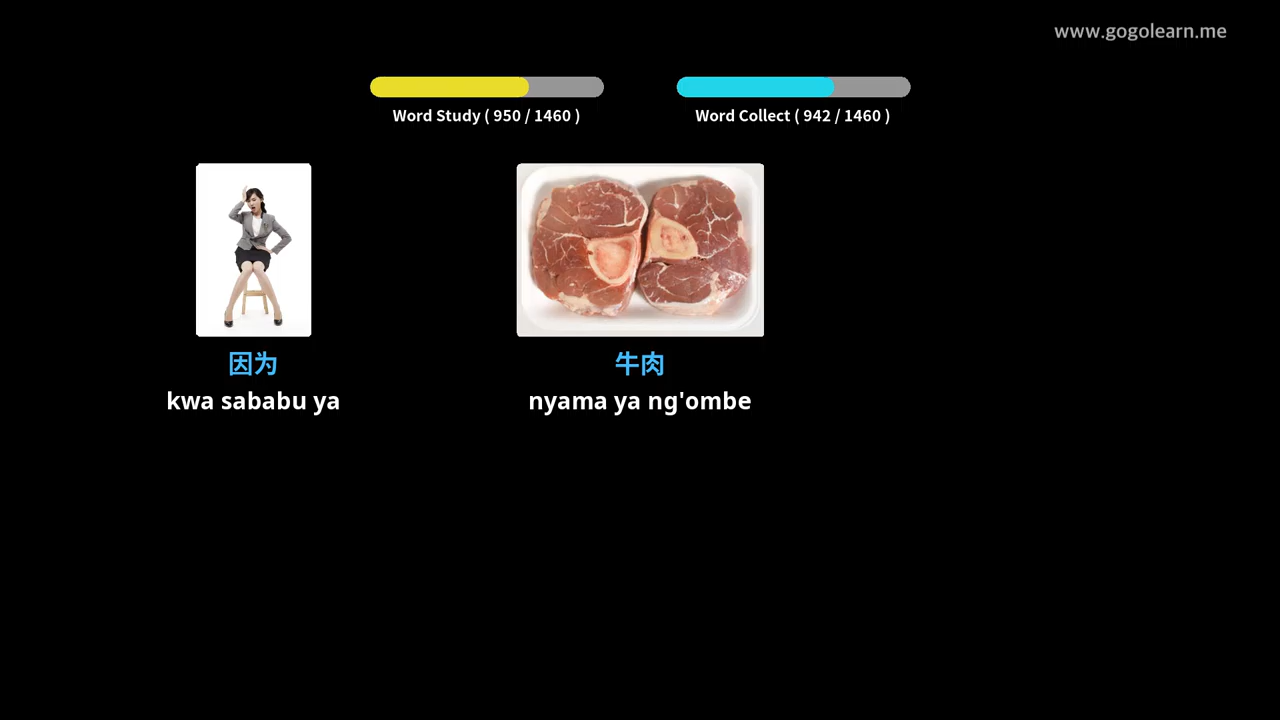 www.gogolearn.me
Word Study ( 950 / 1460 )
Word Collect ( 942 / 1460 )
因为
kwa sababu ya
牛肉
nyama ya ng'ombe